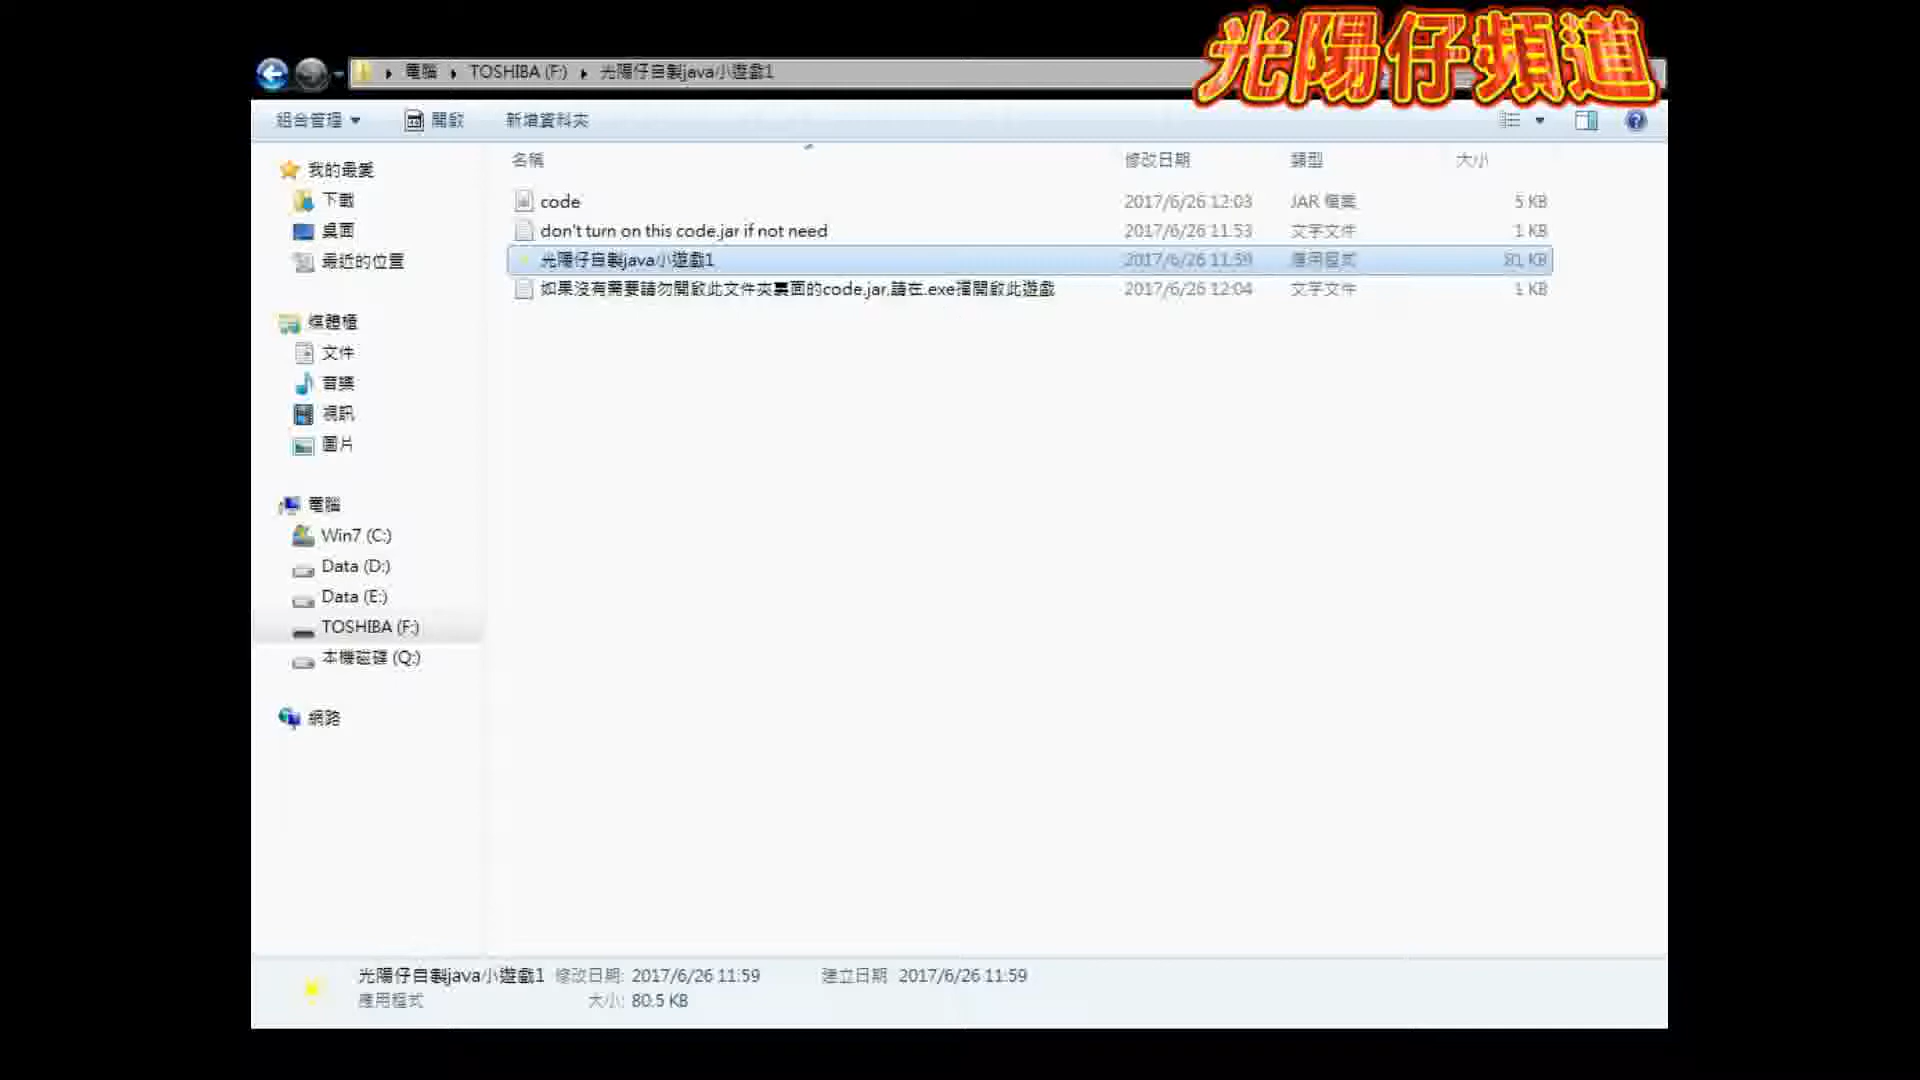 光陽仔頻道
電腦 TOSHIBA (F:) 光陽仔自製java小遊戲1
組合管理 開啟 新增資料夾
名稱 修改日期 類型 大小
code 2017/6/26 12:03 JAR 檔案 5 KB
don't turn on this code.jar if not need 2017/6/26 11:53 文字文件 1 KB
光陽仔自製java小遊戲1 2017/6/26 11:59 應用程式 81 KB
如果沒有需要請勿開啟此文件夾裏面的code.jar,請在.exe擋開啟此遊戲 2017/6/26 12:04 文字文件 1 KB
我的最愛
下載
桌面
最近的位置
媒體櫃
文件
音樂
視訊
圖片
電腦
Win7 (C:)
Data (D:)
Data (E:)
TOSHIBA (F:)
本機磁碟 (Q:)
網路
光陽仔自製java小遊戲1 修改日期: 2017/6/26 11:59 建立日期: 2017/6/26 11:59
應用程式 大小: 80.5 KB